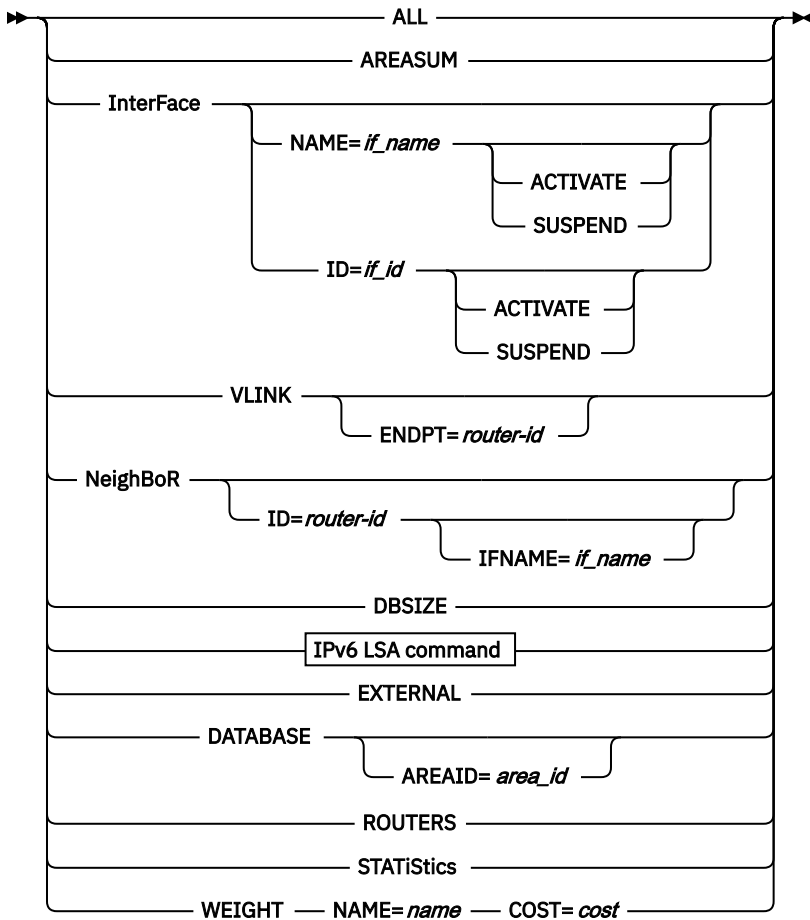 ALL
AREASUM
InterFace
NAME=if_name
ACTIVATE
SUSPEND
ID=if_id
ACTIVATE
SUSPEND
VLINK
ENDPT=router-id
NeighBoR
ID=router-id
IFNAME=if_name
DBSIZE
IPv6 LSA command
EXTERNAL
DATABASE
AREAID=area_id
ROUTERS
STATiStics
WEIGHT NAME=name COST=cost